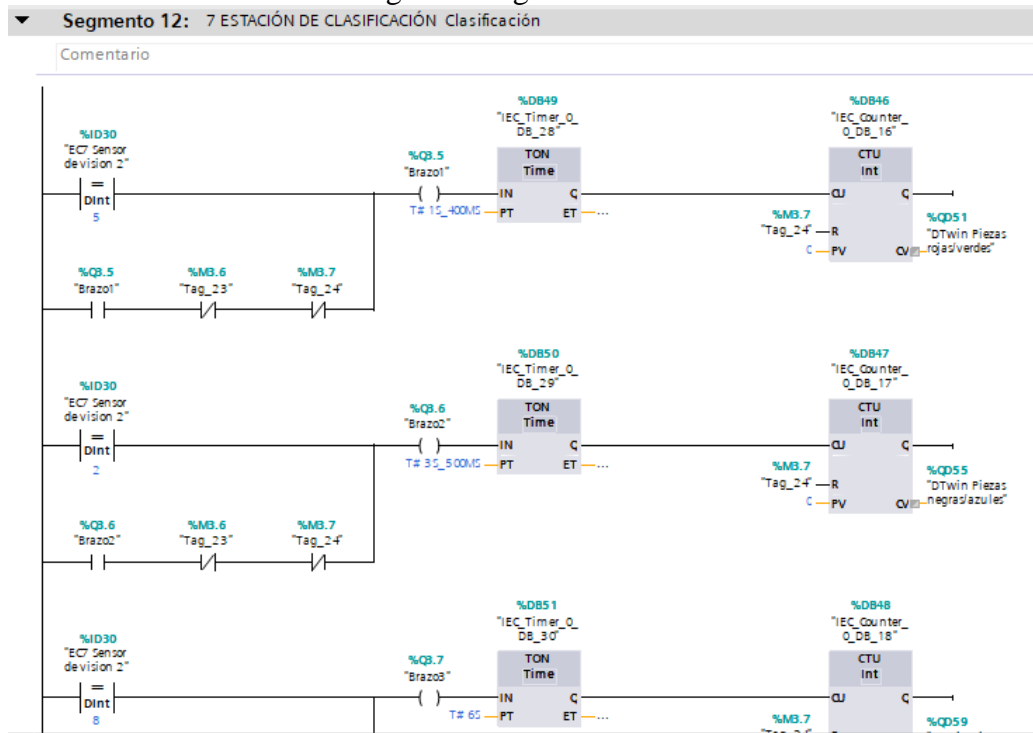 Segmento 12: 7 ESTACIÓN DE CLASIFICACIÓN Clasificación
Comentario
%DB49
"IEC_Timer_0_
DB_28"
TON
Time
IN
Q
PT
ET
...
T# 1S_400MS
%DB46
"IEC_Counter_
0_DB_16"
CTU
Int
CU
Q
R
PV
CV
%ID30
"EC7 Sensor
de vision 2"
=
DInt
5
%Q3.5
"Brazo1"
%M3.7
"Tag_24"
%QD51
"DTwin Piezas
rojas/verdes"
%Q3.5
"Brazo1"
%M3.6
"Tag_23"
%M3.7
"Tag_24"
%DB50
"IEC_Timer_0_
DB_29"
TON
Time
IN
Q
PT
ET
...
T# 3S_500MS
%DB47
"IEC_Counter_
0_DB_17"
CTU
Int
CU
Q
R
PV
CV
%ID30
"EC7 Sensor
de vision 2"
=
DInt
2
%Q3.6
"Brazo2"
%M3.7
"Tag_24"
%QD55
"DTwin Piezas
negras/azules"
%Q3.6
"Brazo2"
%M3.6
"Tag_23"
%M3.7
"Tag_24"
%DB51
"IEC_Timer_0_
DB_30"
TON
Time
IN
Q
PT
ET
...
T# 6S
%DB48
"IEC_Counter_
0_DB_18"
CTU
Int
CU
Q
%ID30
"EC7 Sensor
de vision 2"
=
DInt
8
%Q3.7
"Brazo3"
%M3.7
%QD59